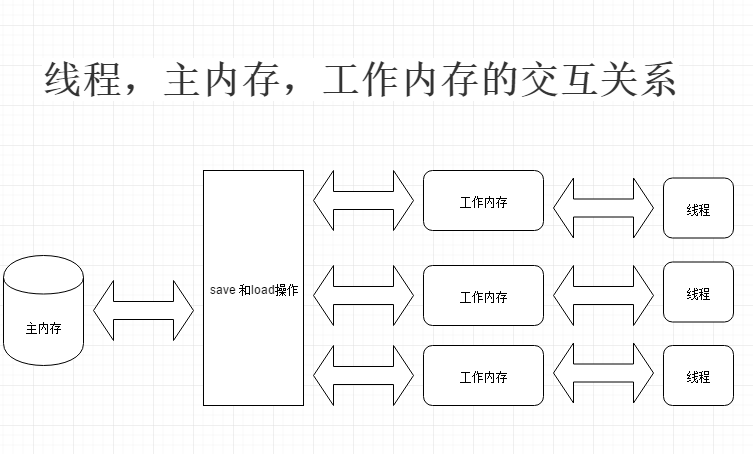 线程，主内存，工作内存的交互关系
工作内存
线程
save 和load操作
工作内存
线程
主内存
工作内存
线程